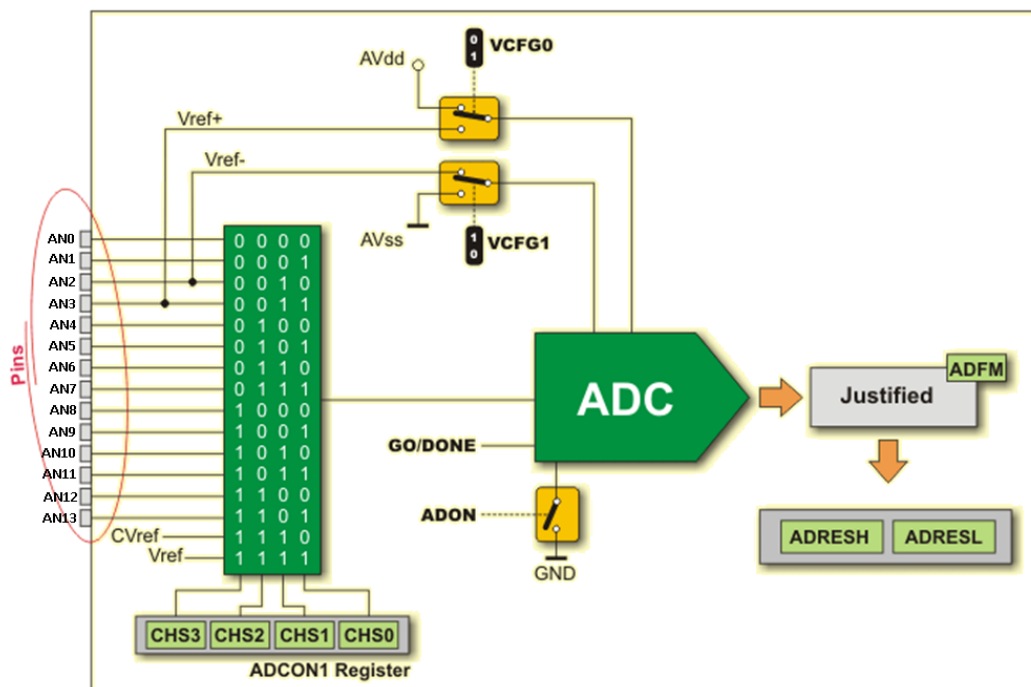 0
1
VCFG0
AVdd
Vref+
Vref-
AVss
1
0
VCFG1
Pins
AN0 0 0 0 0
AN1 0 0 0 1
AN2 0 0 1 0
AN3 0 0 1 1
AN4 0 1 0 0
AN5 0 1 0 1
AN6 0 1 1 0
AN7 0 1 1 1
AN8 1 0 0 0
AN9 1 0 0 1
AN10 1 0 1 0
AN11 1 0 1 1
AN12 1 1 0 0
AN13 1 1 0 1
CVref 1 1 1 0
Vref 1 1 1 1
CHS3 CHS2 CHS1 CHS0
ADCON1 Register
ADC
GO/DONE
ADON
GND
ADFM
Justified
ADRESH ADRESL